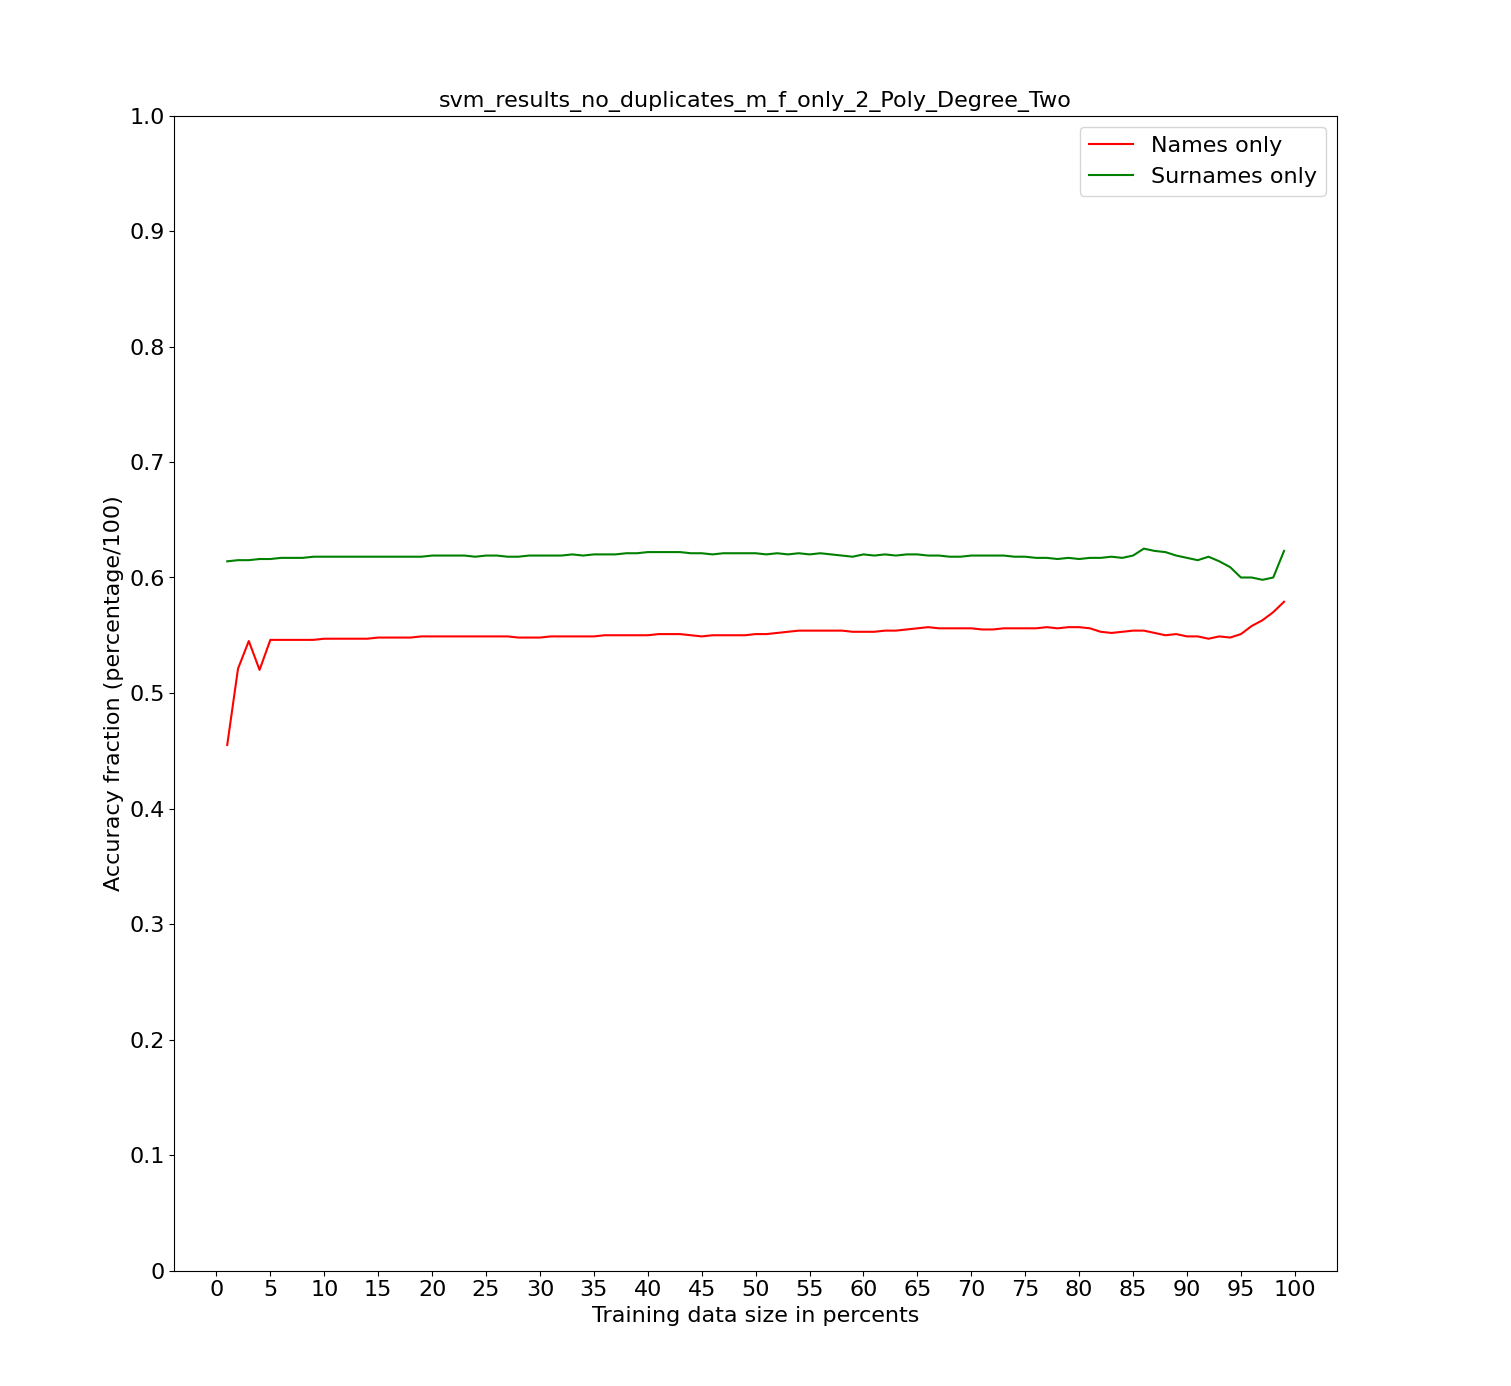 svm_results_no_duplicates_m_f_only_2_Poly_Degree_Two
Names only
Surnames only
1.0
0.9
0.8
0.7
0.6
0.5
0.4
0.3
0.2
0.1
0
Accuracy fraction (percentage/100)
0 5 10 15 20 25 30 35 40 45 50 55 60 65 70 75 80 85 90 95 100
Training data size in percents